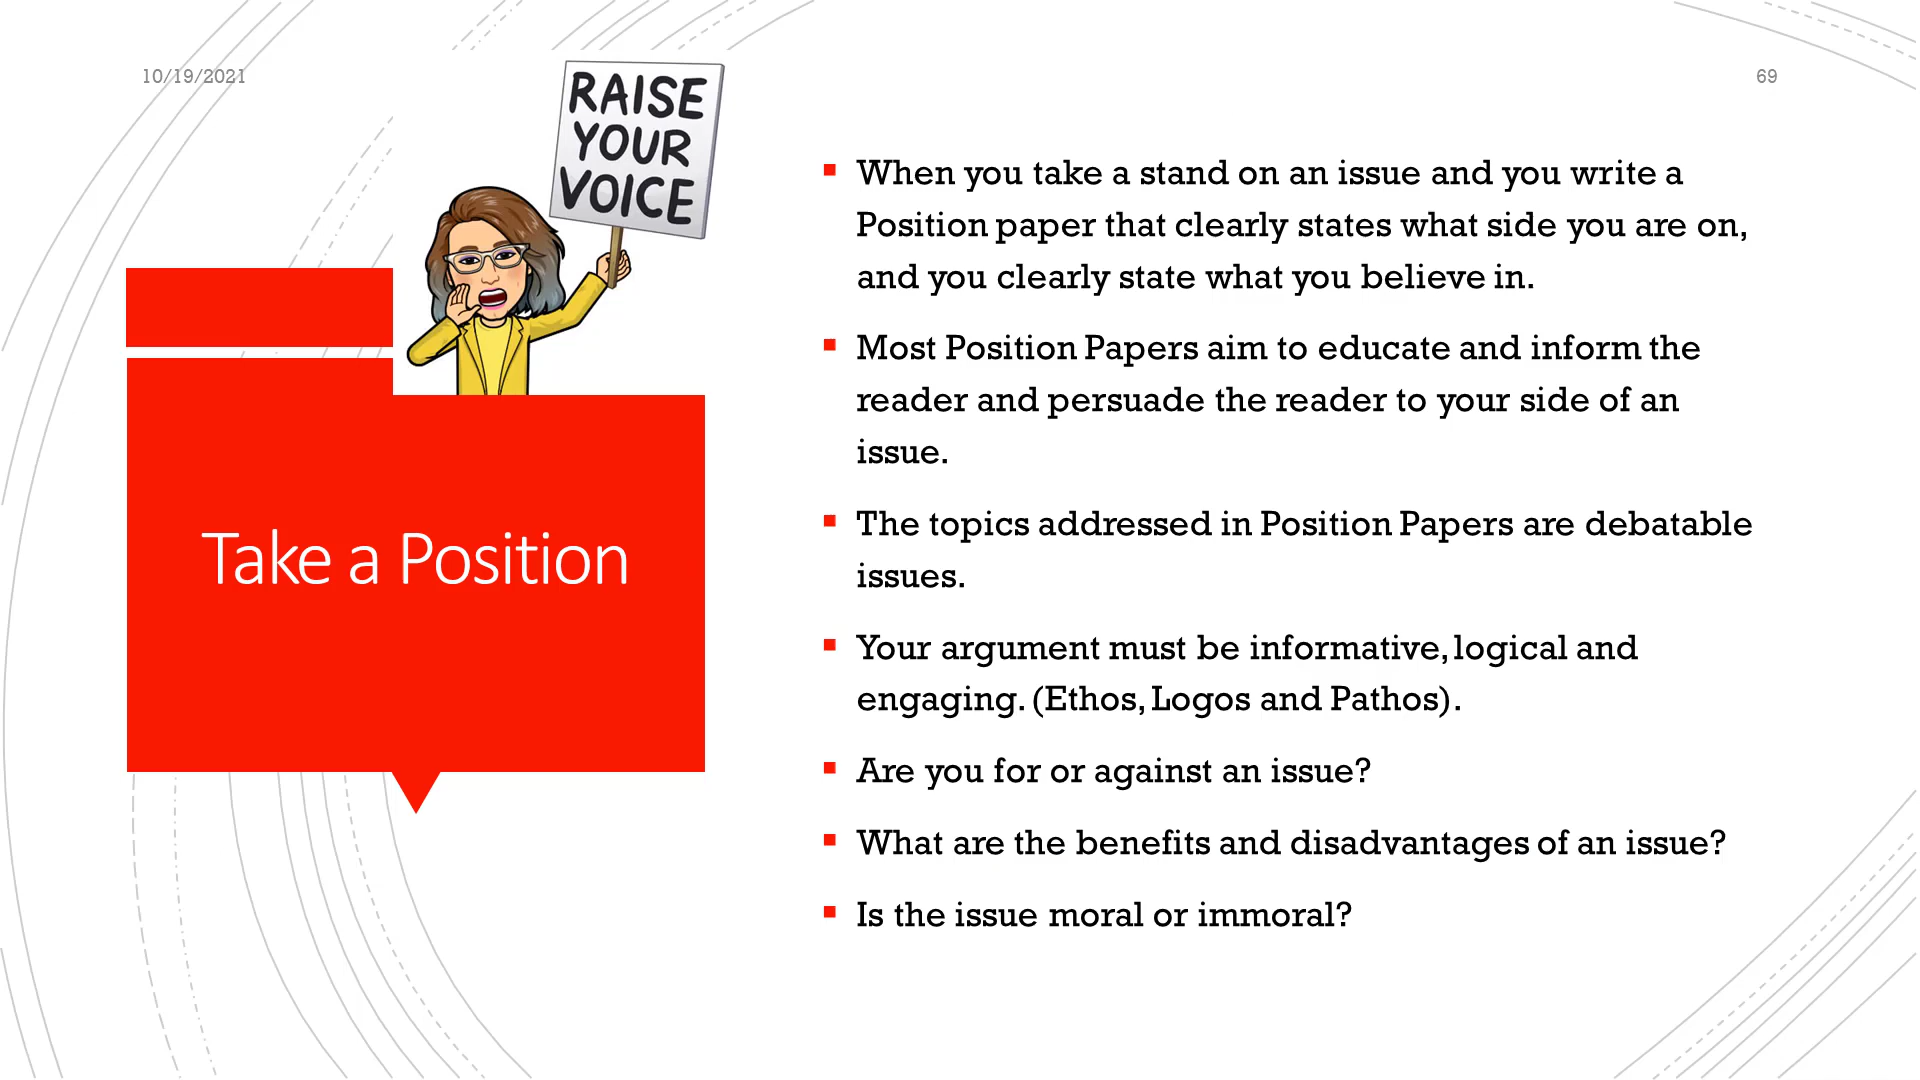 10/19/2021
69
RAISE
YOUR
VOICE
Take a Position
When you take a stand on an issue and you write a
Position paper that clearly states what side you are on,
and you clearly state what you believe in.
Most Position Papers aim to educate and inform the
reader and persuade the reader to your side of an
issue.
The topics addressed in Position Papers are debatable
issues.
Your argument must be informative, logical and
engaging. (Ethos, Logos and Pathos).
Are you for or against an issue?
What are the benefits and disadvantages of an issue?
Is the issue moral or immoral?